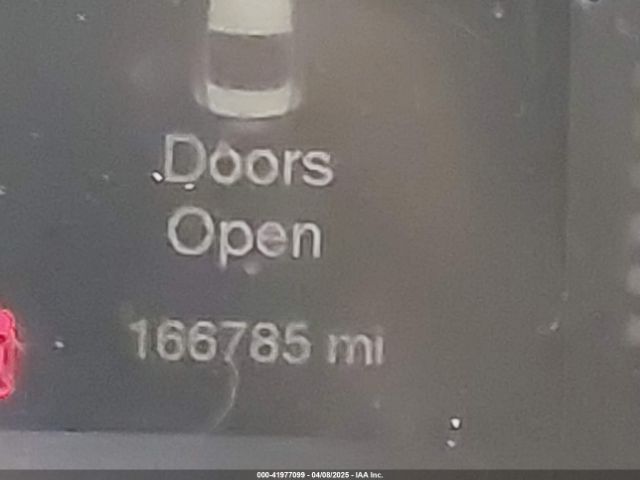 Doors
Open
166785 mi
000-41977099 - 04/08/2025 - IAA Inc.